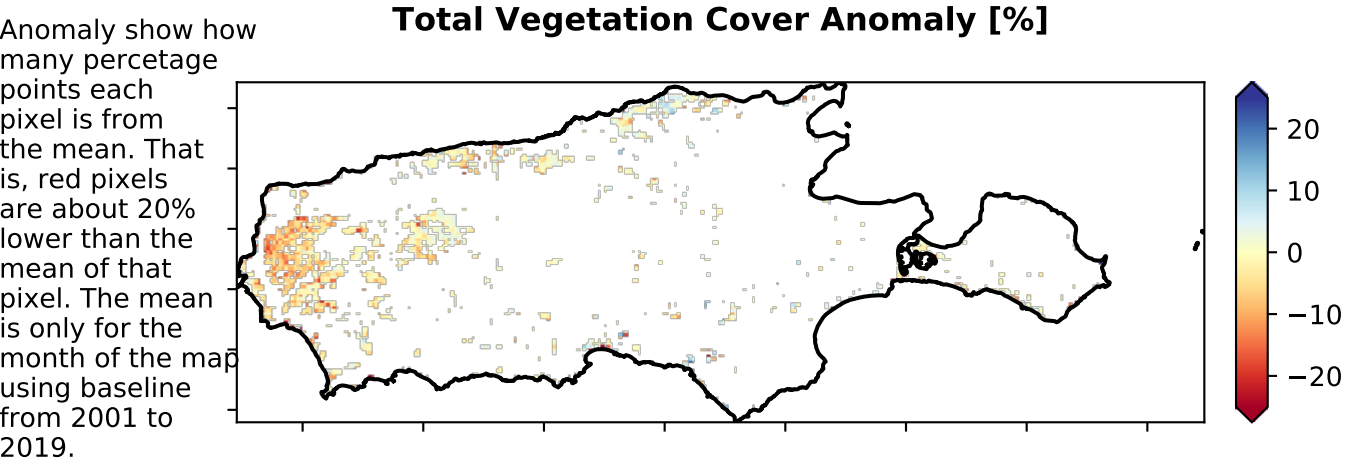 Total Vegetation Cover Anomaly [%]
Anomaly show how
many percetage
points each
pixel is from
the mean. That
is, red pixels
are about 20%
lower than the
mean of that
pixel. The mean
is only for the
month of the map
using baseline
from 2001 to
2019.
20
10
0
−10
−20